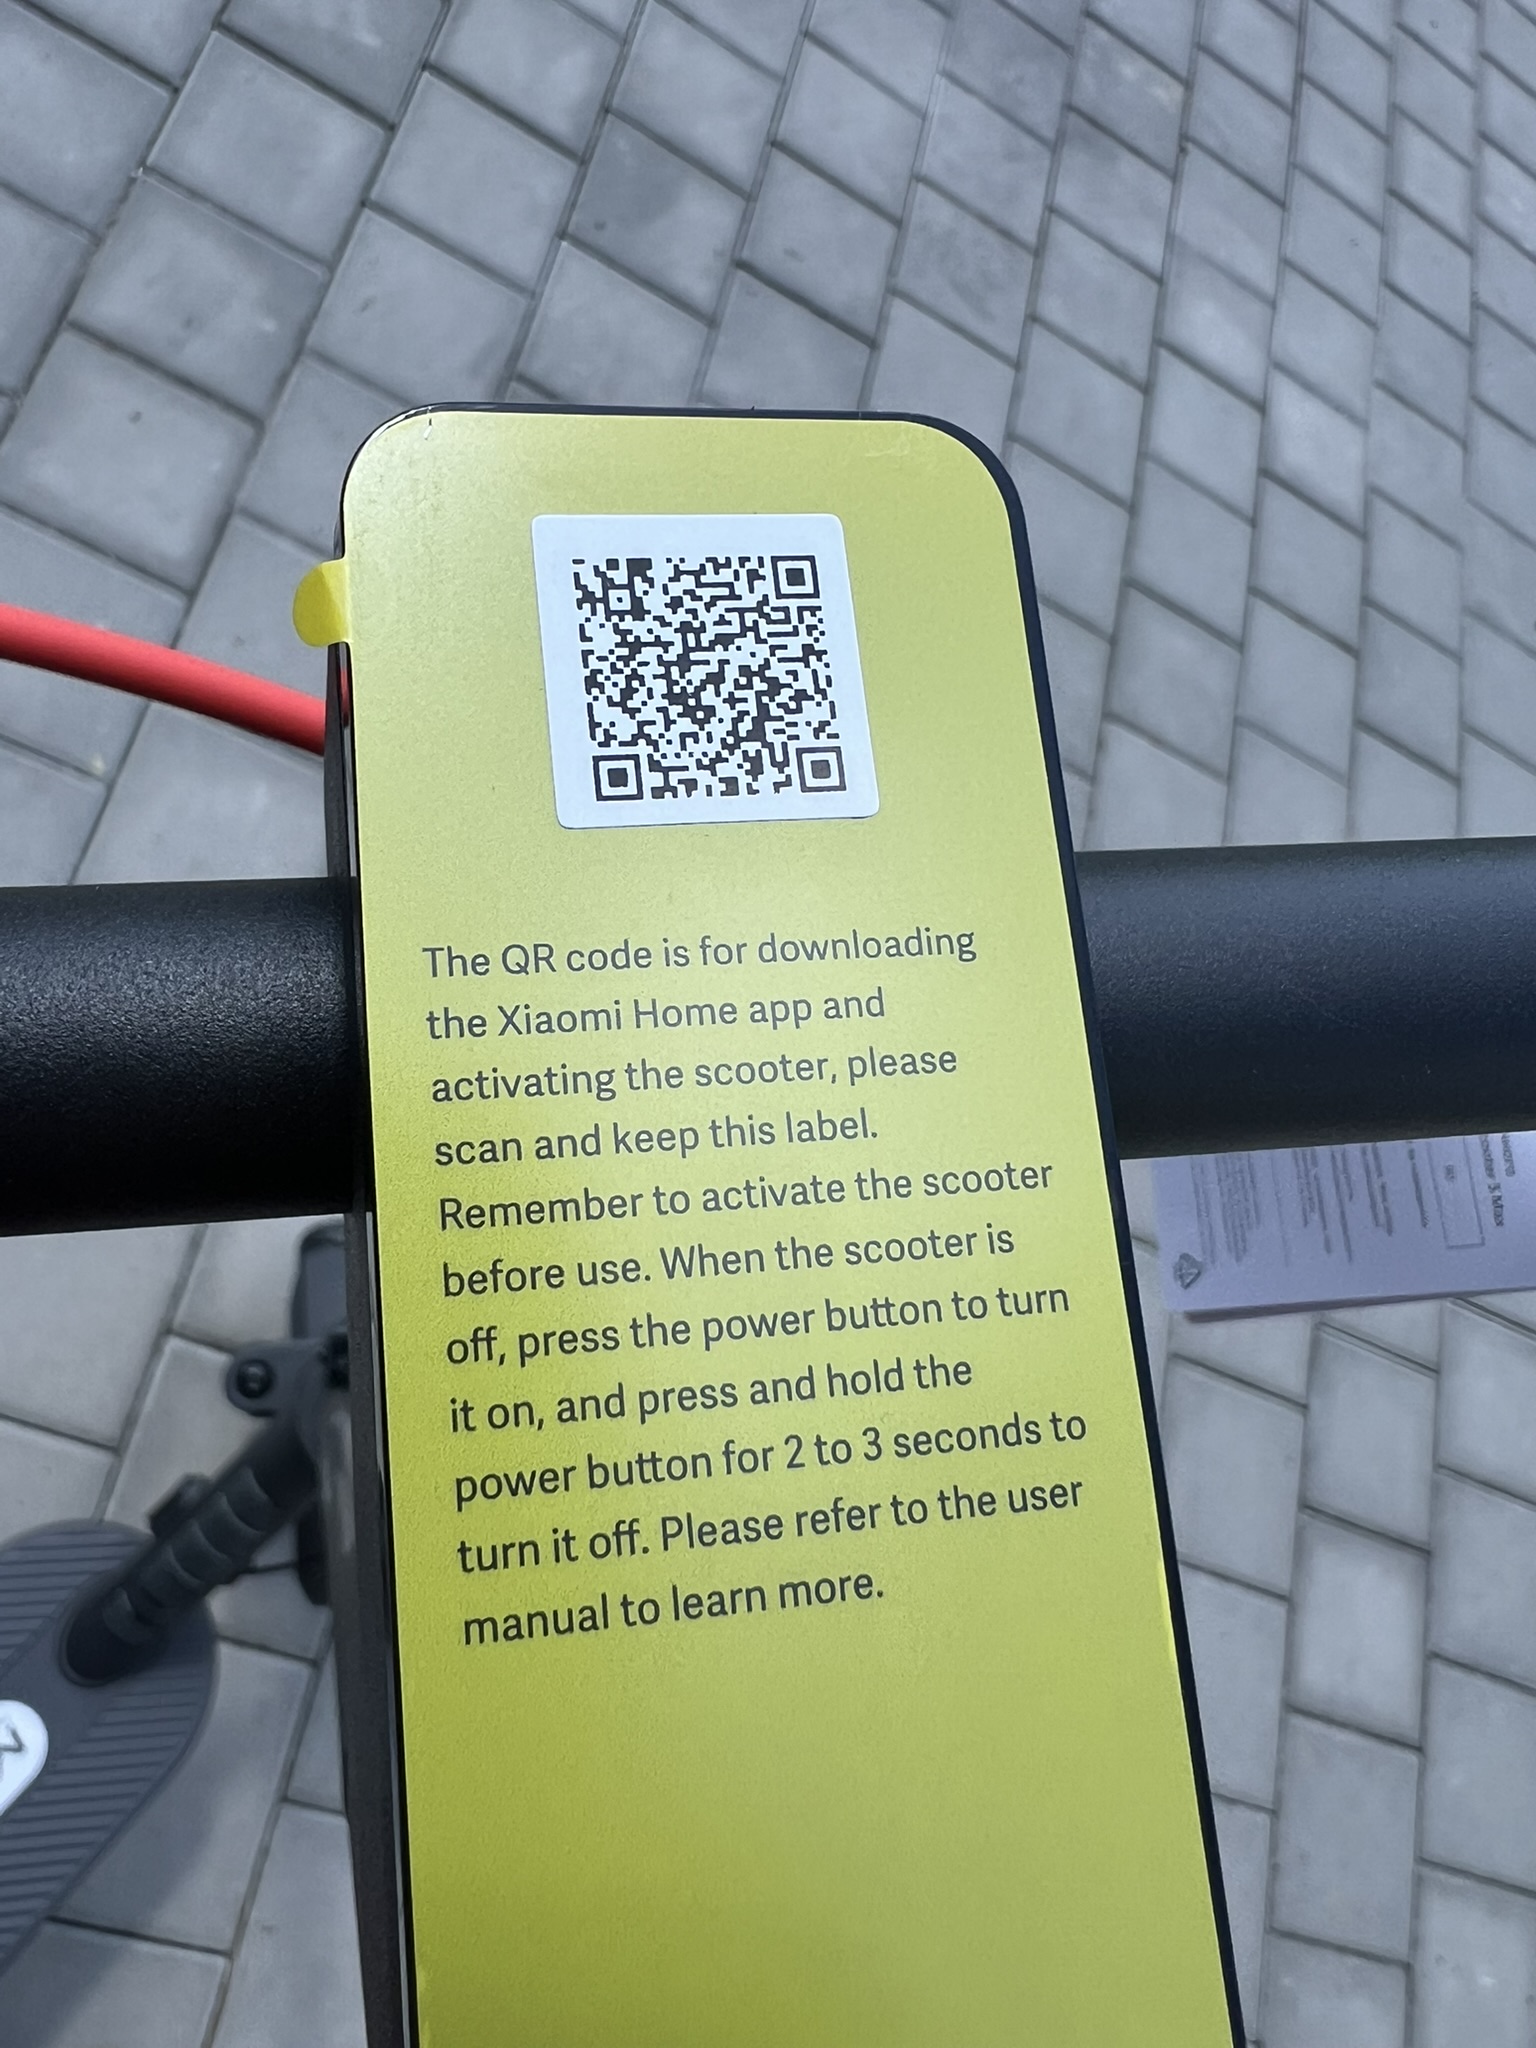 The QR code is for downloading
the Xiaomi Home app and
activating the scooter, please
scan and keep this label.
Remember to activate the scooter
before use. When the scooter is
off, press the power button to turn
it on, and press and hold the
power button for 2 to 3 seconds to
turn it off. Please refer to the user
manual to learn more.